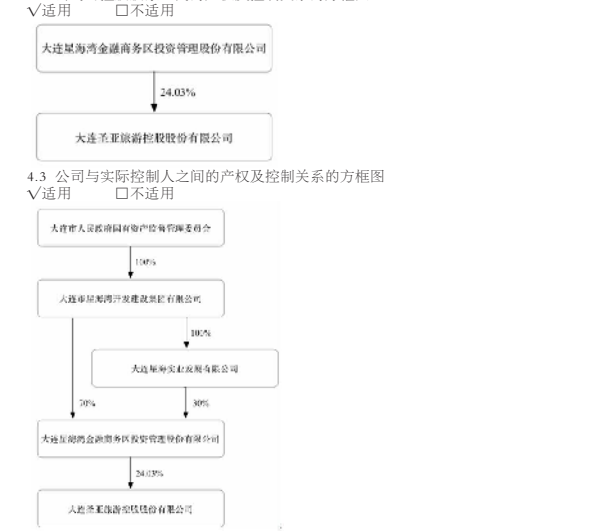 √适用 □不适用
大连星海湾金融商务区投资管理股份有限公司
24.03%
大连圣亚旅游控股股份有限公司
4.3 公司与实际控制人之间的产权及控制关系的方框图
√适用 □不适用
大连市人民政府国有资产监督管理委员会
100%
大连市星海湾开发建设集团有限公司
100%
大连星海实业发展有限公司
70%
30%
大连星海湾金融商务区投资管理股份有限公司
24.03%
大连圣亚旅游控股股份有限公司